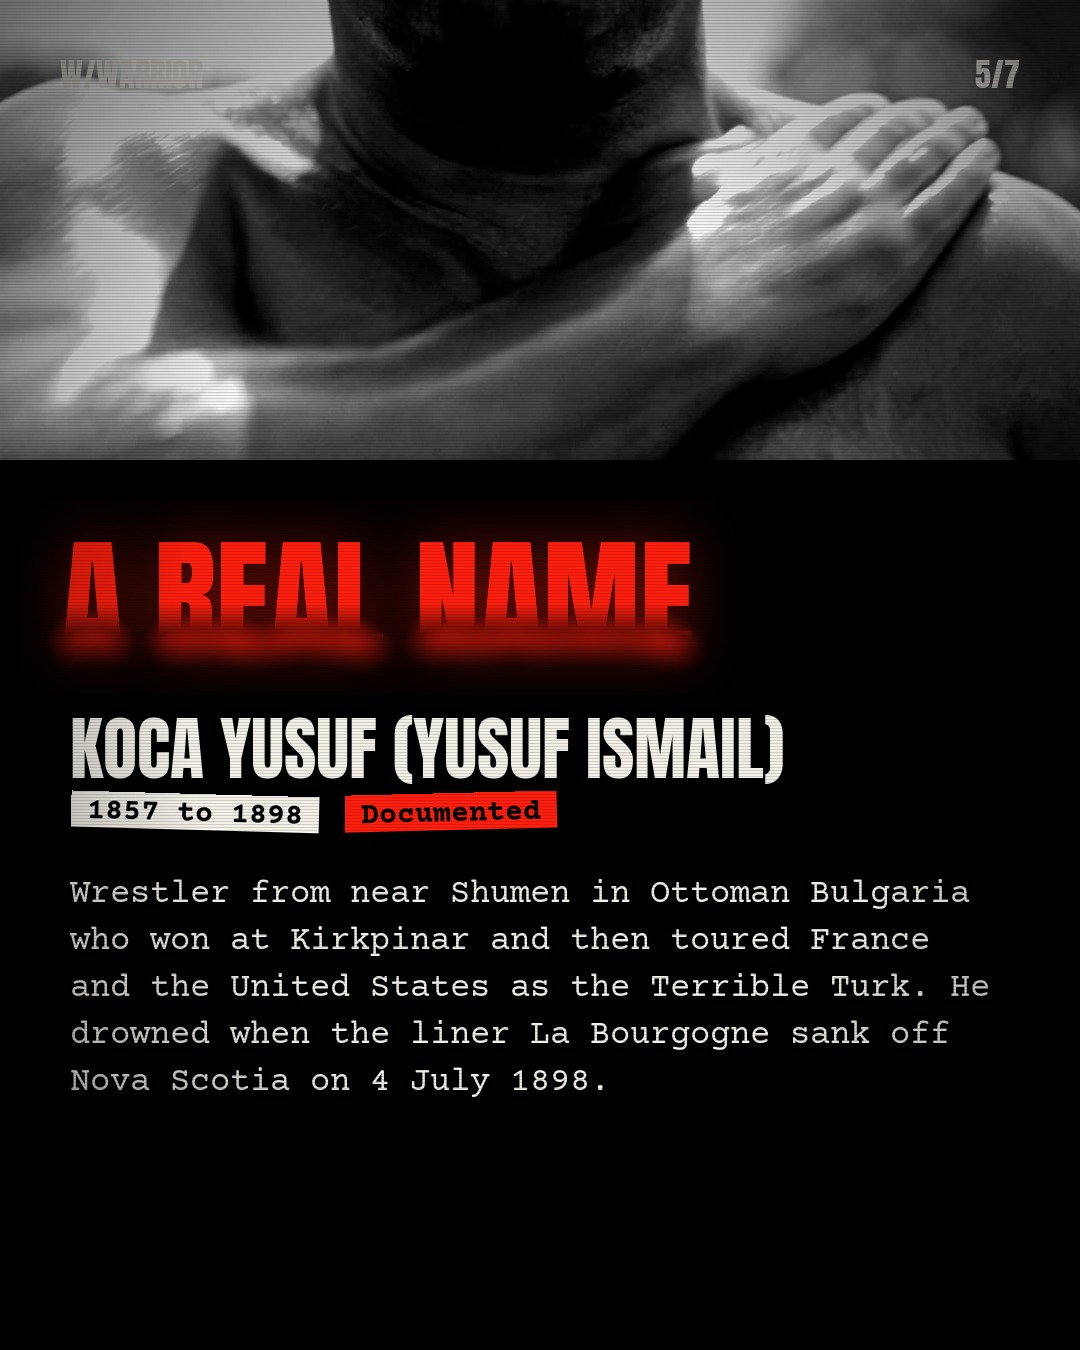 W/WARRIOR
5/7
A REAL NAME
KOCA YUSUF (YUSUF ISMAIL)
1857 to 1898 Documented
Wrestler from near Shumen in Ottoman Bulgaria
who won at Kirkpinar and then toured France
and the United States as the Terrible Turk. He
drowned when the liner La Bourgogne sank off
Nova Scotia on 4 July 1898.